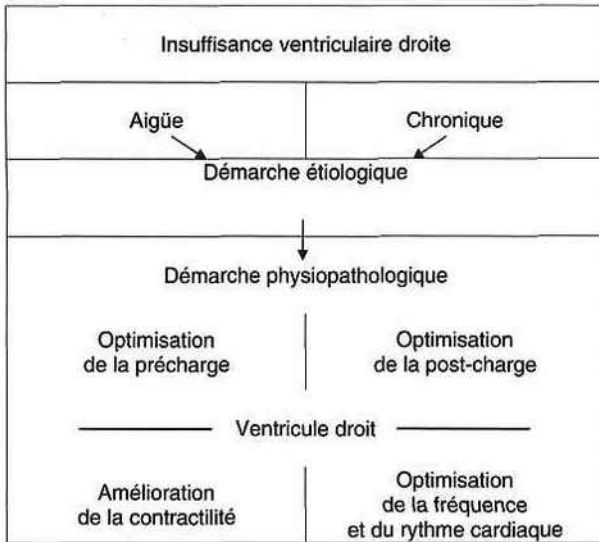 Insuffisance ventriculaire droite
Aigüe
Chronique
Démarche étiologique
Démarche physiopathologique
Optimisation
de la précharge
Optimisation
de la post-charge
Ventricule droit
Amélioration
de la contractilité
Optimisation
de la fréquence
et du rythme cardiaque